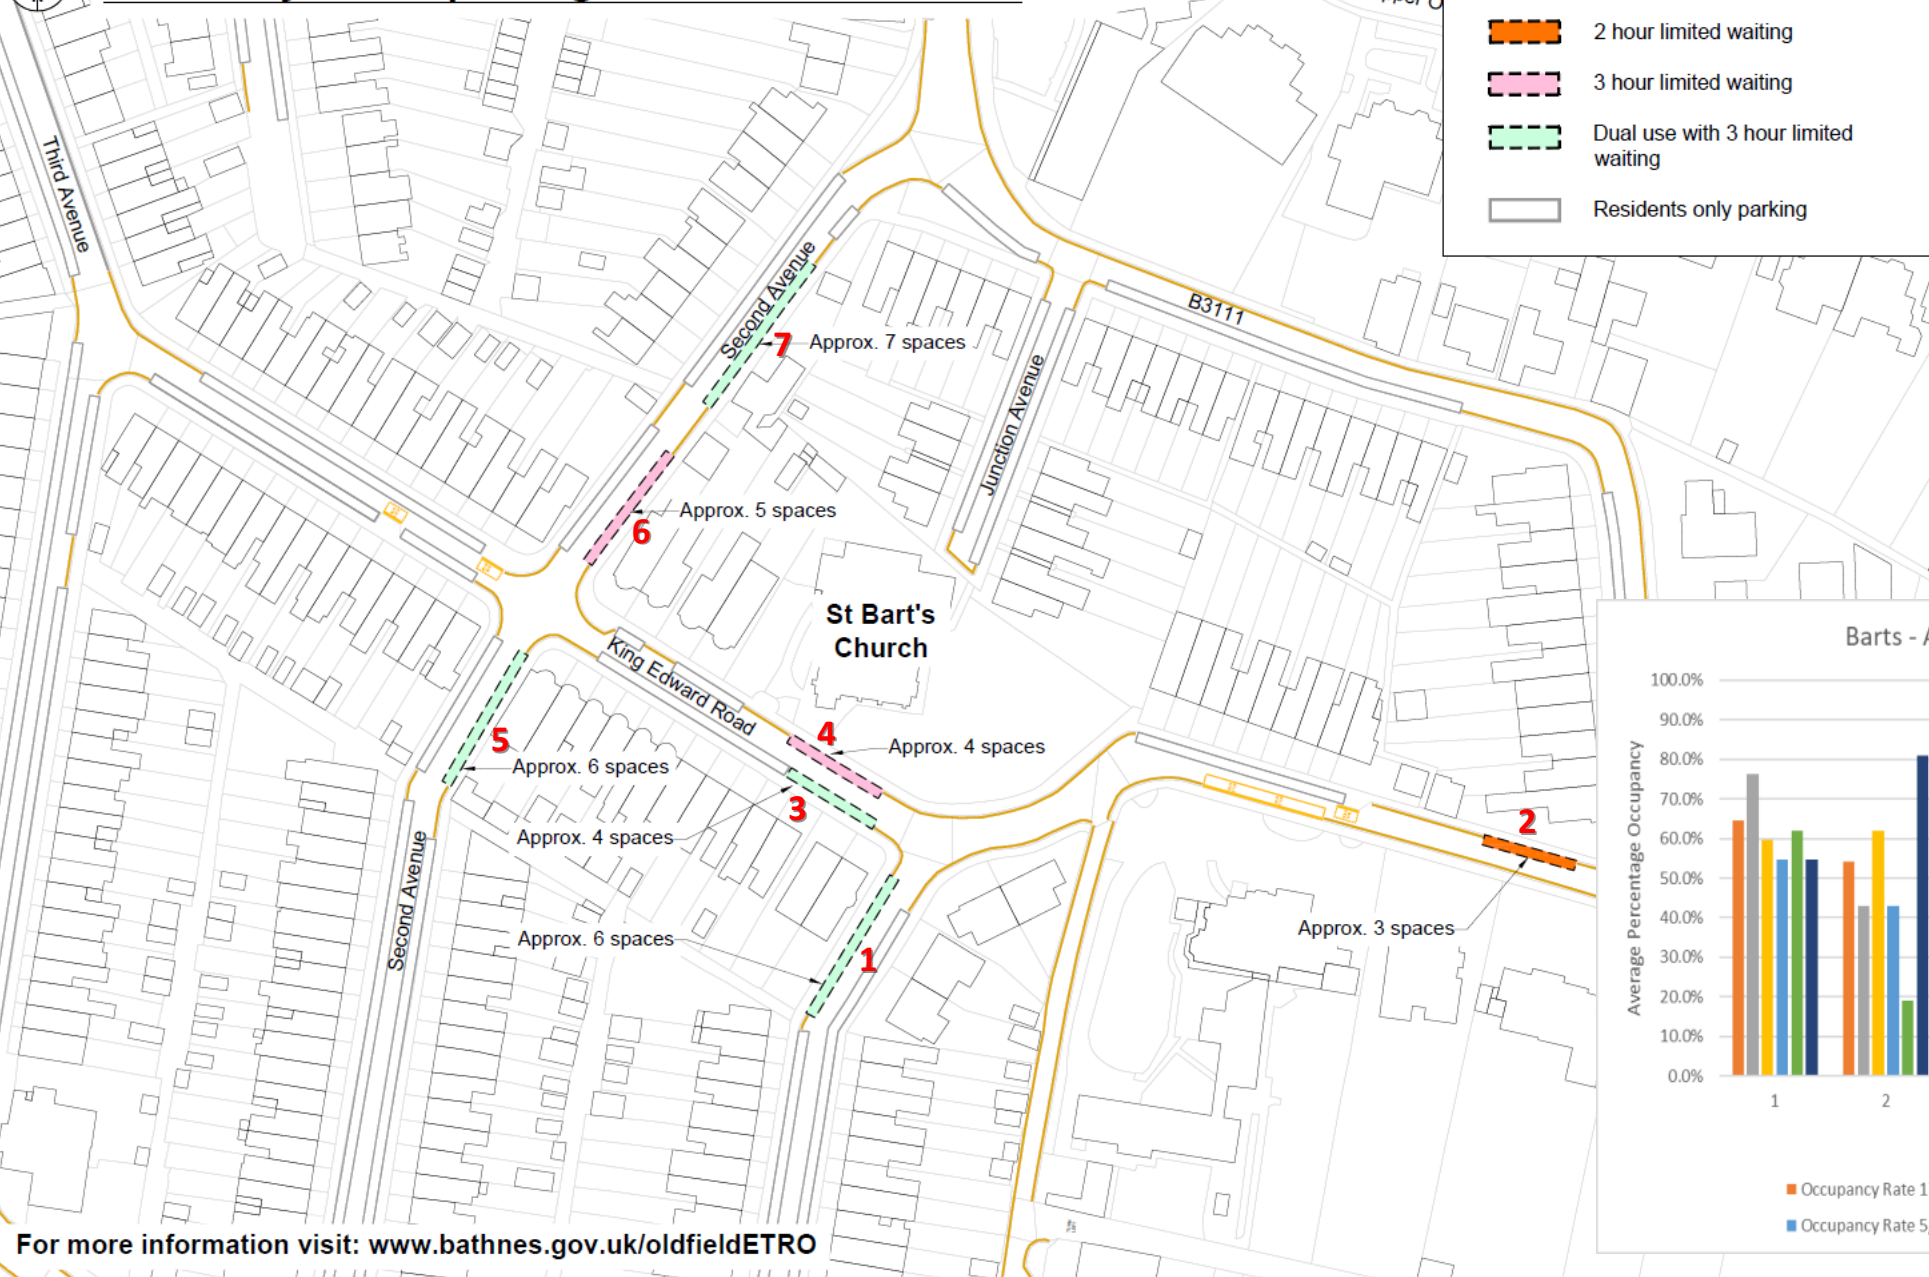 2 hour limited waiting
3 hour limited waiting
Dual use with 3 hour limited
waiting
Residents only parking
Third Avenue
Second Avenue
B3111
7
Approx. 7 spaces
Junction Avenue
Approx. 5 spaces
6
St Bart's
Church
King Edward Road
4
Approx. 4 spaces
5
Approx. 6 spaces
3
Approx. 4 spaces
2
Approx. 3 spaces
Second Avenue
Approx. 6 spaces
1
Barts -
Average Percentage Occupancy
100.0%
90.0%
80.0%
70.0%
60.0%
50.0%
40.0%
30.0%
20.0%
10.0%
0.0%
1
2
Occupancy Rate 1
Occupancy Rate 5
For more information visit: www.bathnes.gov.uk/oldfieldETRO